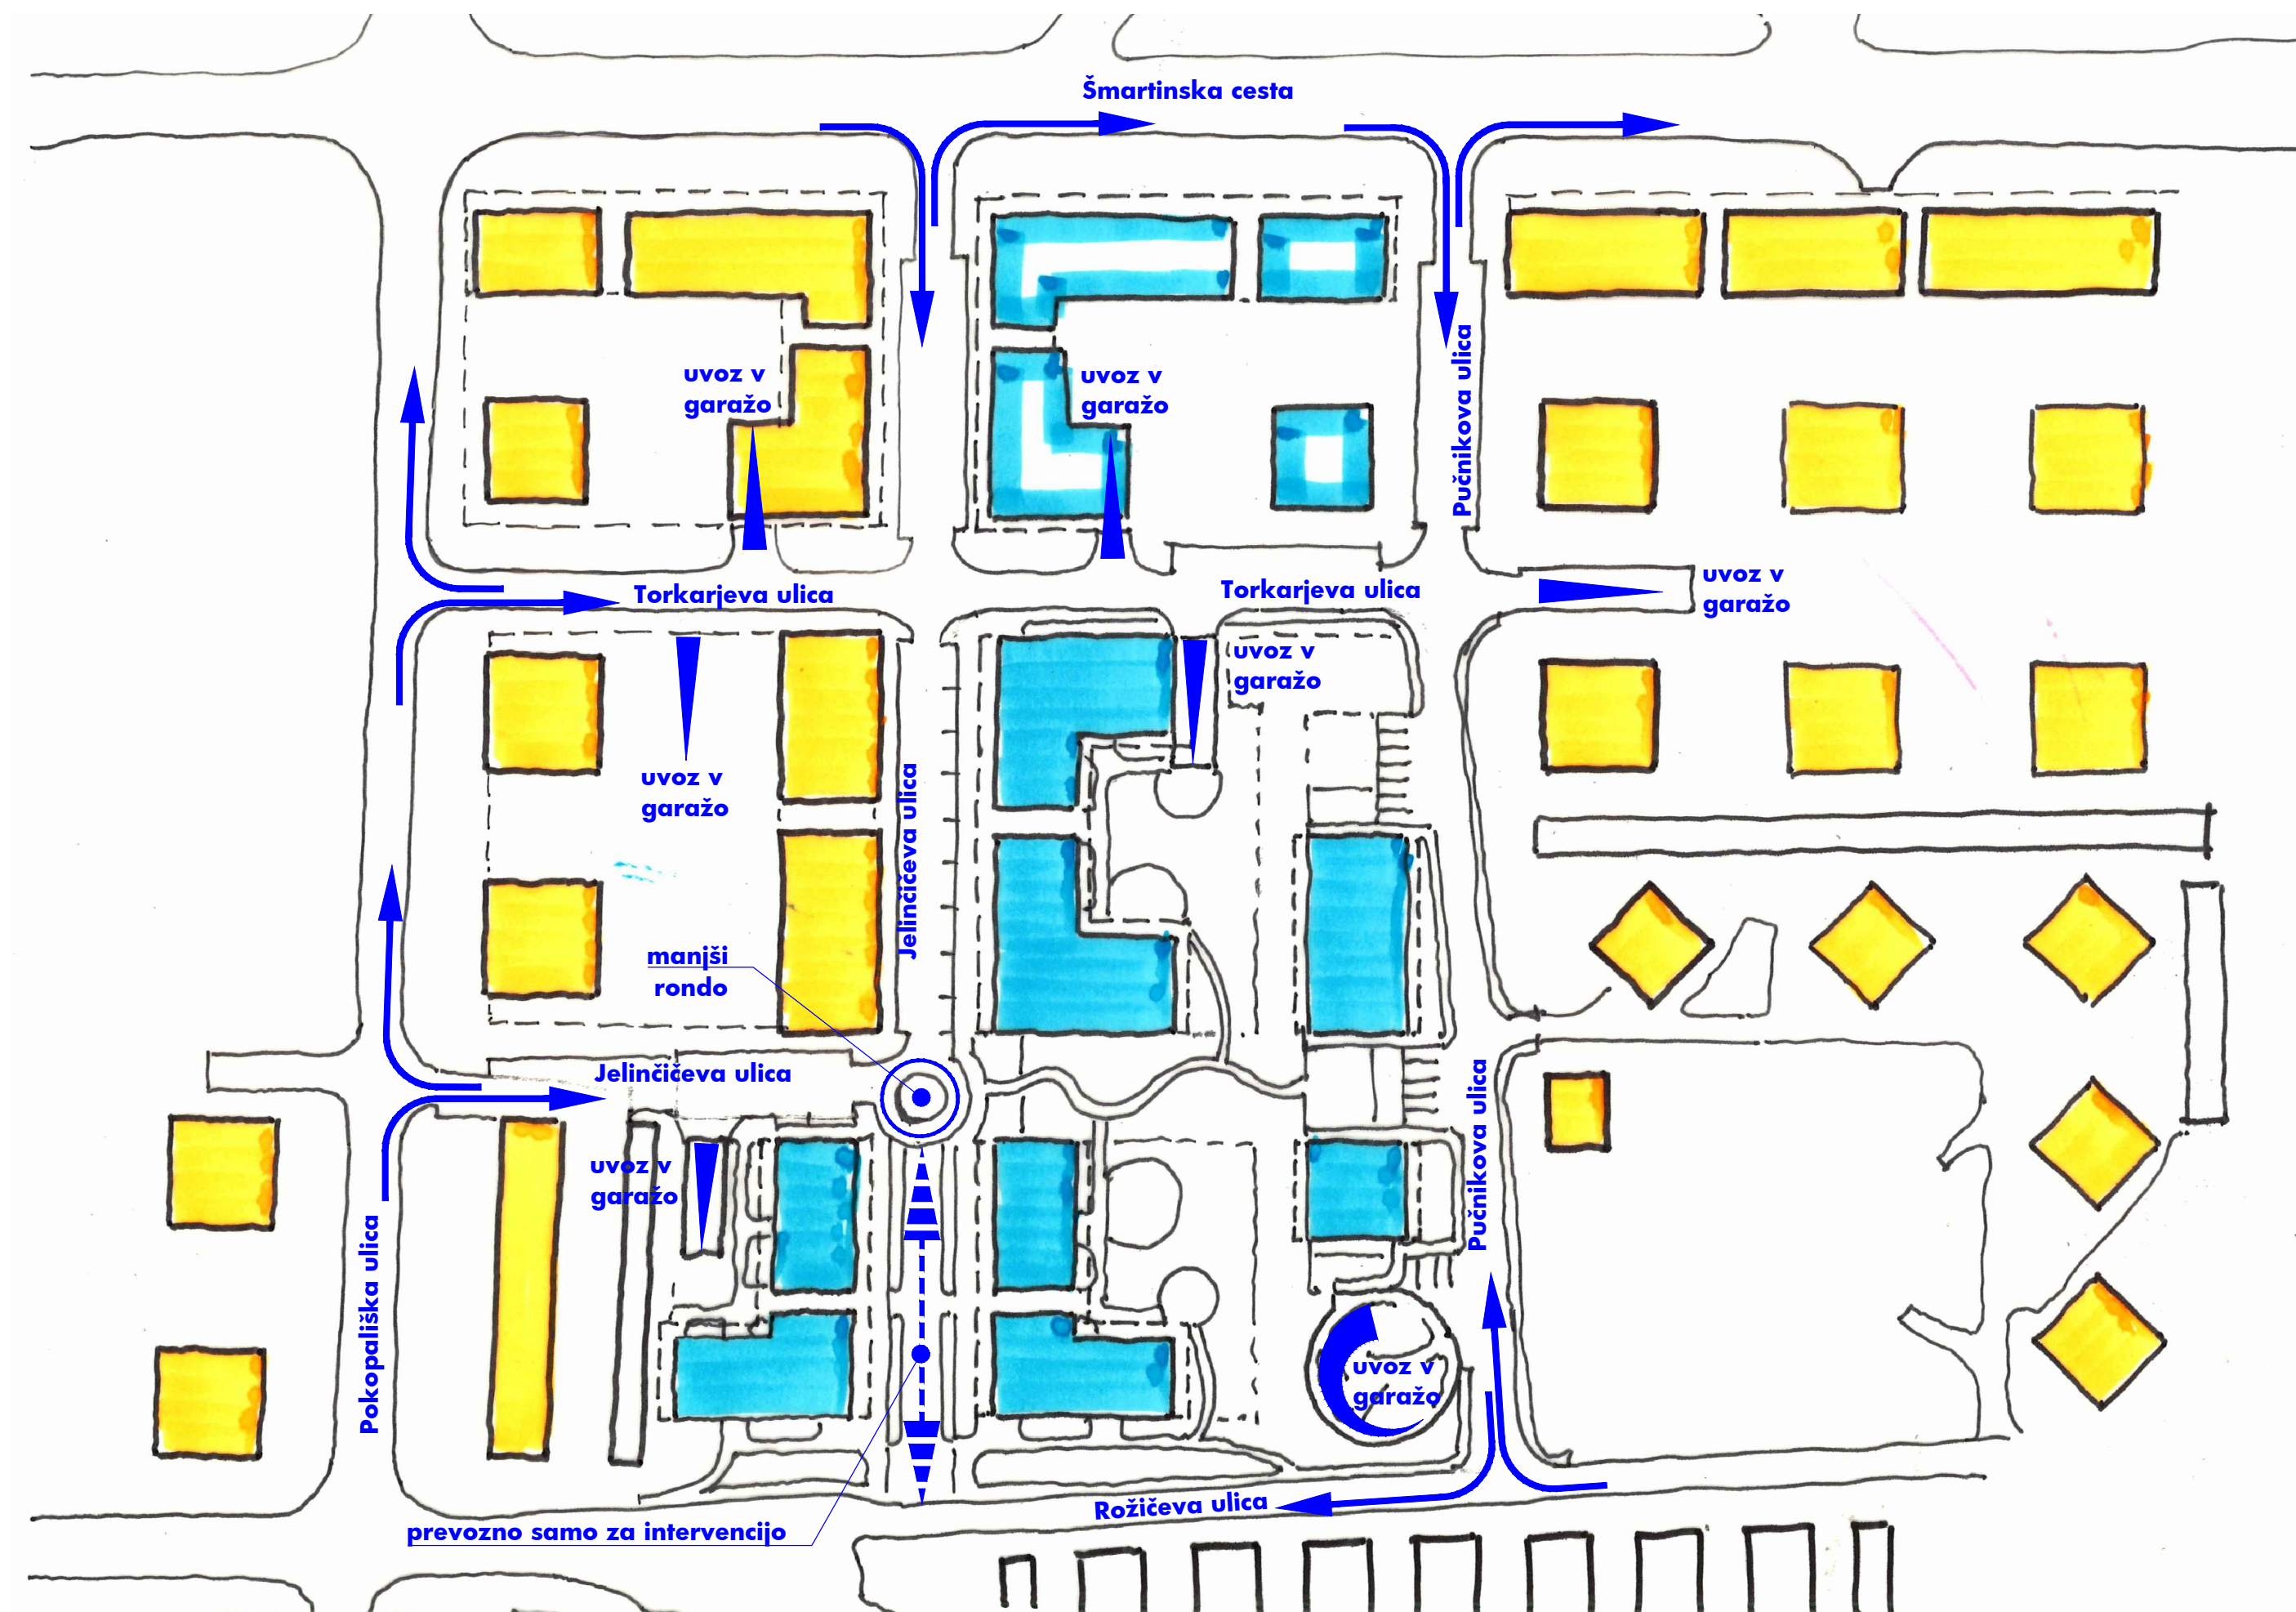 Šmartinska cesta
Pučnikova ulica
uvoz v
garažo
uvoz v
garažo
Torkarjeva ulica
Torkarjeva ulica
uvoz v
garažo
uvoz v
garažo
uvoz v
garažo
Jelinčičeva ulica
manjši
rondo
Jelinčičeva ulica
uvoz v
garažo
Pučnikova ulica
Pokopališka ulica
uvoz v
garažo
Rožičeva ulica
prevozno samo za intervencijo